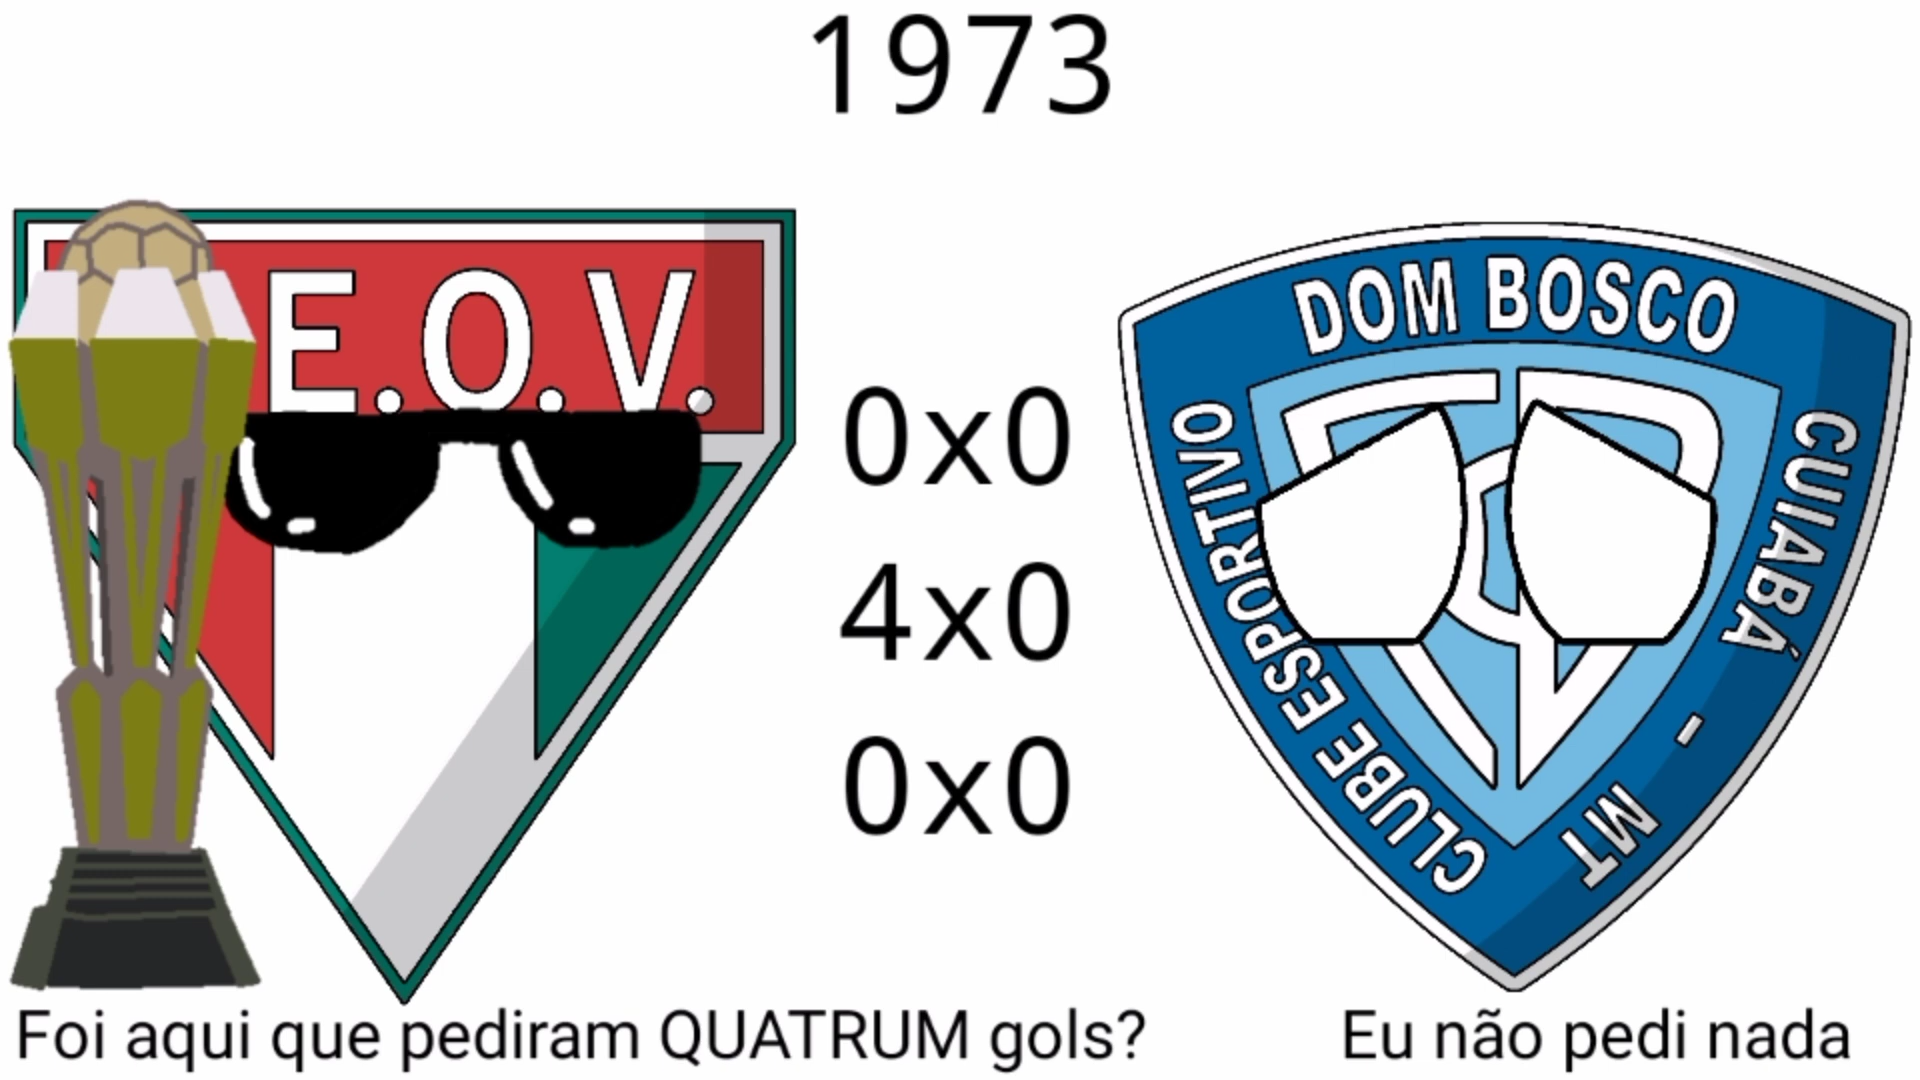 1973
E.O.V.
DOM BOSCO
CLUBE ESPORTIVO
CUIABÁ - MT
0x0
4x0
0x0
Foi aqui que pediram QUATRUM gols?
Eu não pedi nada